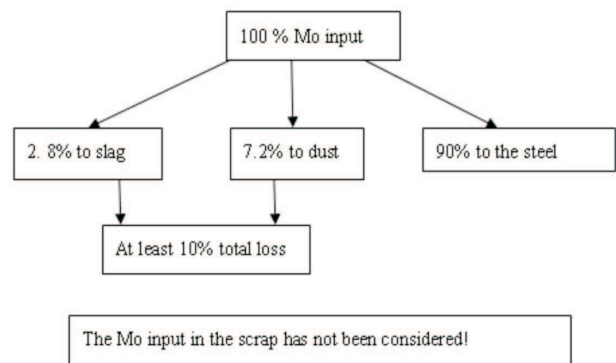 100 % Mo input
2. 8% to slag
7.2% to dust
90% to the steel
At least 10% total loss
The Mo input in the scrap has not been considered!